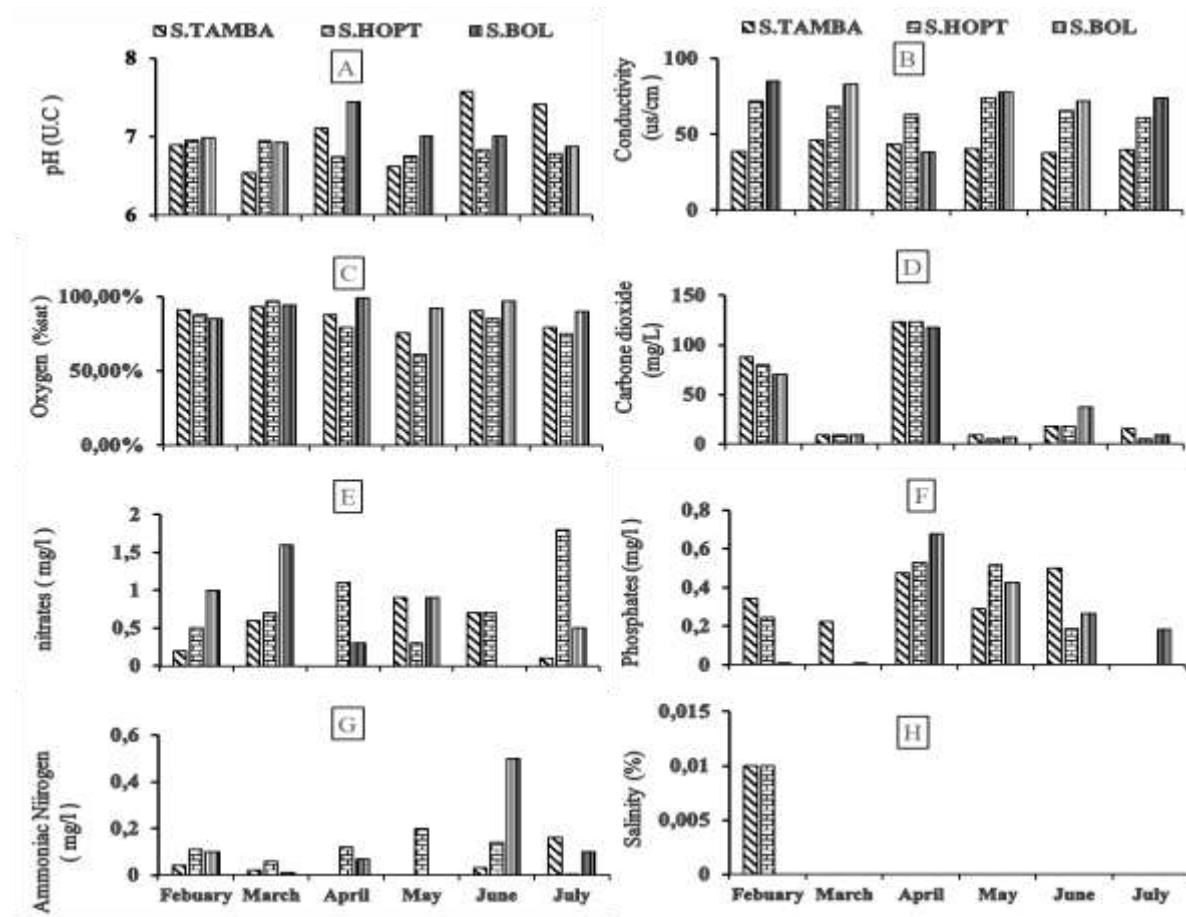 S.TAMBA S.HOPT S.BOL
A
8
7
6
pH (U.C )
S.TAMBA S.HOPT S.BOL
B
100
50
0
Conductivity
(us/cm)
C
100,00%
50,00%
0,00%
Oxygen (%sat)
D
150
100
50
0
Carbone dioxide
(mg/L)
E
2
1,5
1
0,5
0
nitrates ( mg/l )
F
0,8
0,6
0,4
0,2
0
Phosphates (mg/l )
G
0,6
0,4
0,2
0
Ammoniac Niirogen
( mg/l )
Febuary March April May June July
H
0,015
0,01
0,005
0
Salinity (%)
Febuary March April May June July